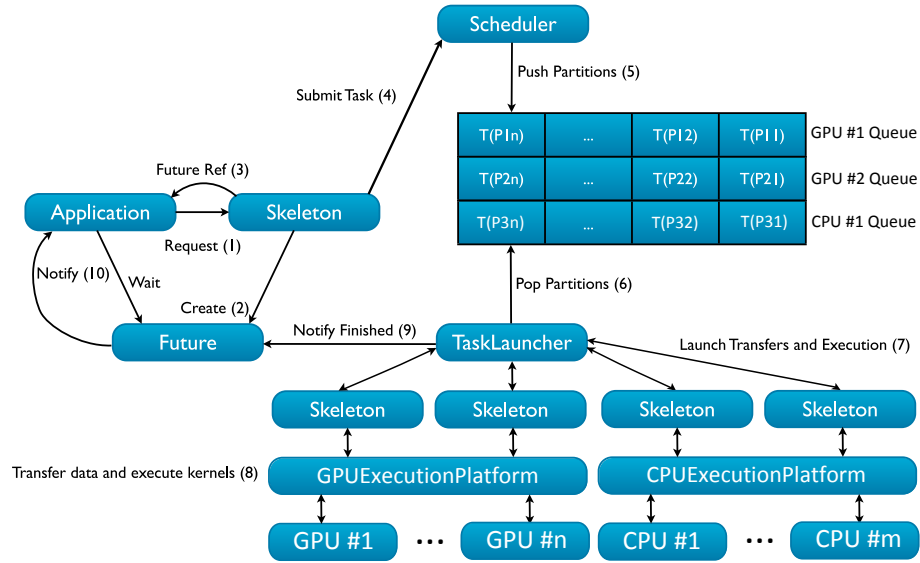 Scheduler
Push Partitions (5)
Submit Task (4)
T(P1n) ... T(P12) T(P11) GPU #1 Queue
T(P2n) ... T(P22) T(P21) GPU #2 Queue
T(P3n) ... T(P32) T(P31) CPU #1 Queue
Future Ref (3)
Application
Skeleton
Request (1)
Notify (10)
Wait
Pop Partitions (6)
Create (2)
Future
Notify Finished (9)
TaskLauncher
Launch Transfers and Execution (7)
Skeleton Skeleton Skeleton Skeleton
Transfer data and execute kernels (8)
GPUExecutionPlatform CPUExecutionPlatform
GPU #1 ... GPU #n CPU #1 ... CPU #m